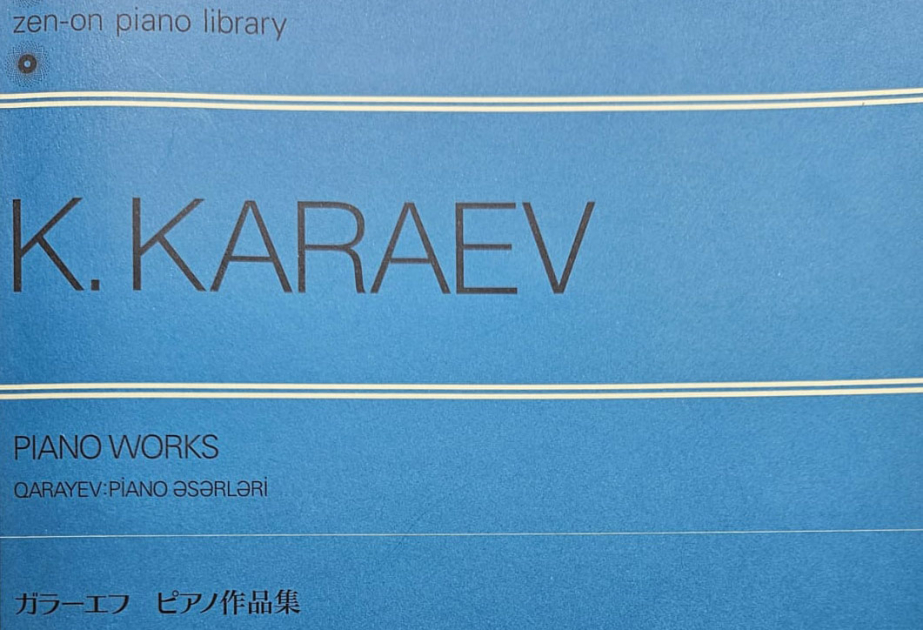 zen-on piano library
K. KARAEV
PIANO WORKS
QARAYEV:PİANO ƏSƏRLƏRİ
ガラーエフ ピアノ作品集